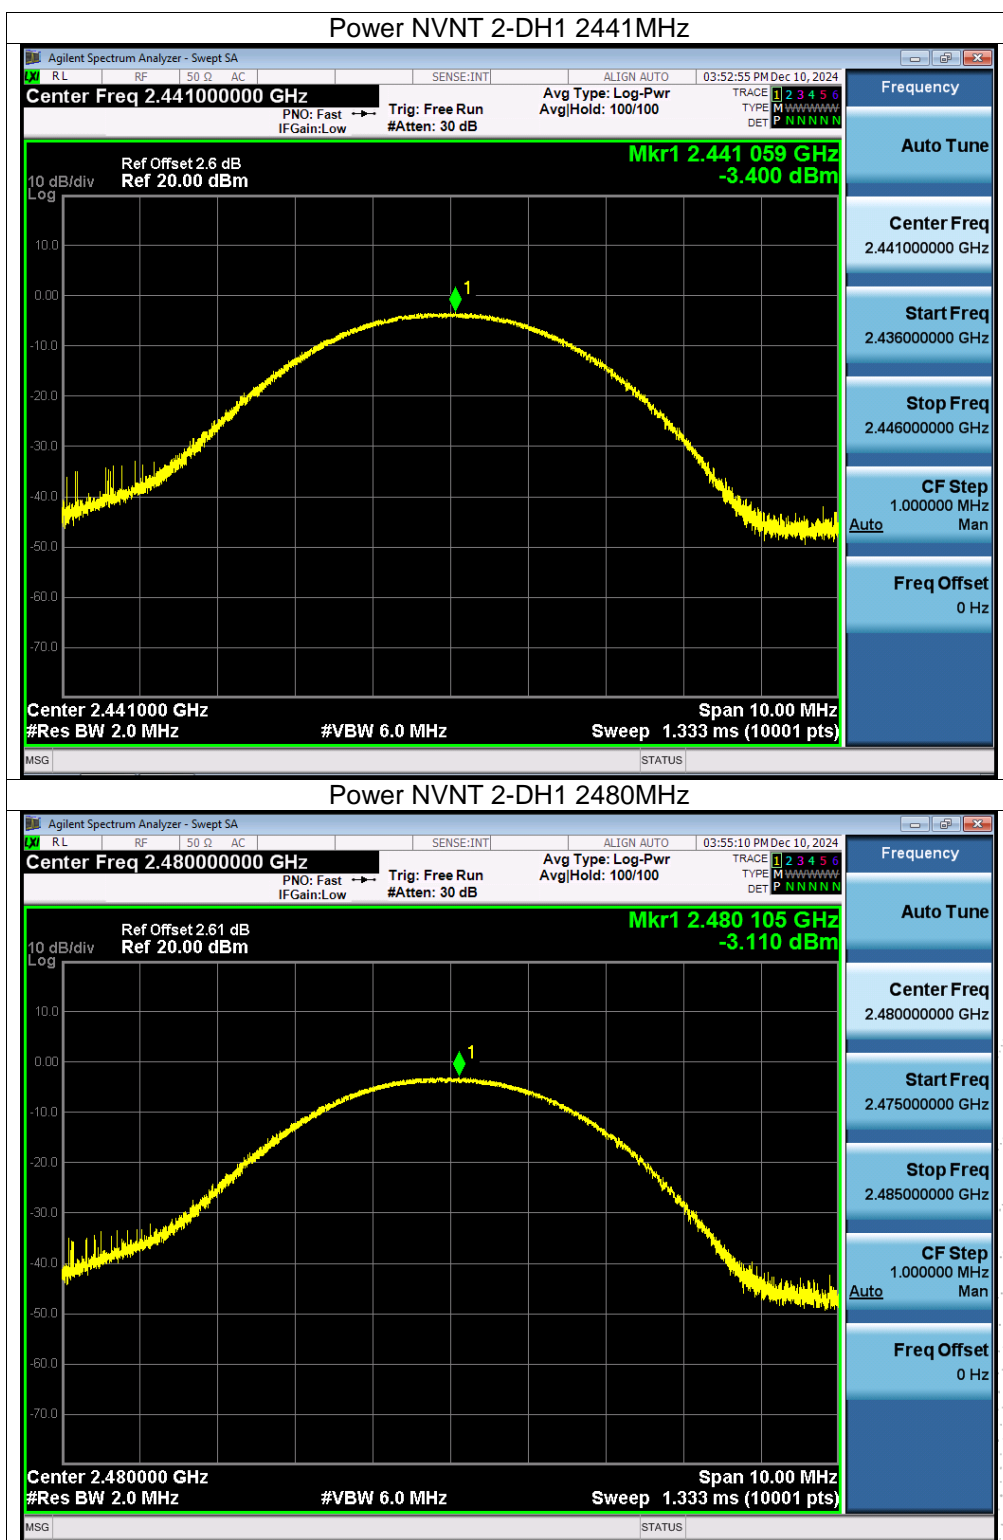 Power NVNT 2-DH1 2441MHz
Agilent Spectrum Analyzer - Swept SA
LXI RL RF 50 Ω AC SENSE:INT ALIGN AUTO 03:52:55 PM Dec 10, 2024
Center Freq 2.441000000 GHz
PNO: Fast
IFGain:Low
Trig: Free Run
#Atten: 30 dB
Avg Type: Log-Pwr
Avg|Hold: 100/100
TRACE 1 2 3 4 5 6
TYPE M WWWWW
DET P N N N N N
Mkr1 2.441 059 GHz
-3.400 dBm
Ref Offset 2.6 dB
10 dB/div Ref 20.00 dBm
Log
10.0
0.00
-10.0
-20.0
-30.0
-40.0
-50.0
-60.0
-70.0
1
Center 2.441000 GHz Span 10.00 MHz
#Res BW 2.0 MHz #VBW 6.0 MHz Sweep 1.333 ms (10001 pts)
MSG STATUS
Frequency
Auto Tune
Center Freq
2.441000000 GHz
Start Freq
2.436000000 GHz
Stop Freq
2.446000000 GHz
CF Step
1.000000 MHz
Auto Man
Freq Offset
0 Hz
Power NVNT 2-DH1 2480MHz
Agilent Spectrum Analyzer - Swept SA
LXI RL RF 50 Ω AC SENSE:INT ALIGN AUTO 03:55:10 PM Dec 10, 2024
Center Freq 2.480000000 GHz
PNO: Fast
IFGain:Low
Trig: Free Run
#Atten: 30 dB
Avg Type: Log-Pwr
Avg|Hold: 100/100
TRACE 1 2 3 4 5 6
TYPE M WWWWW
DET P N N N N N
Mkr1 2.480 105 GHz
-3.110 dBm
Ref Offset 2.61 dB
10 dB/div Ref 20.00 dBm
Log
10.0
0.00
-10.0
-20.0
-30.0
-40.0
-50.0
-60.0
-70.0
1
Center 2.480000 GHz Span 10.00 MHz
#Res BW 2.0 MHz #VBW 6.0 MHz Sweep 1.333 ms (10001 pts)
MSG STATUS
Frequency
Auto Tune
Center Freq
2.480000000 GHz
Start Freq
2.475000000 GHz
Stop Freq
2.485000000 GHz
CF Step
1.000000 MHz
Auto Man
Freq Offset
0 Hz